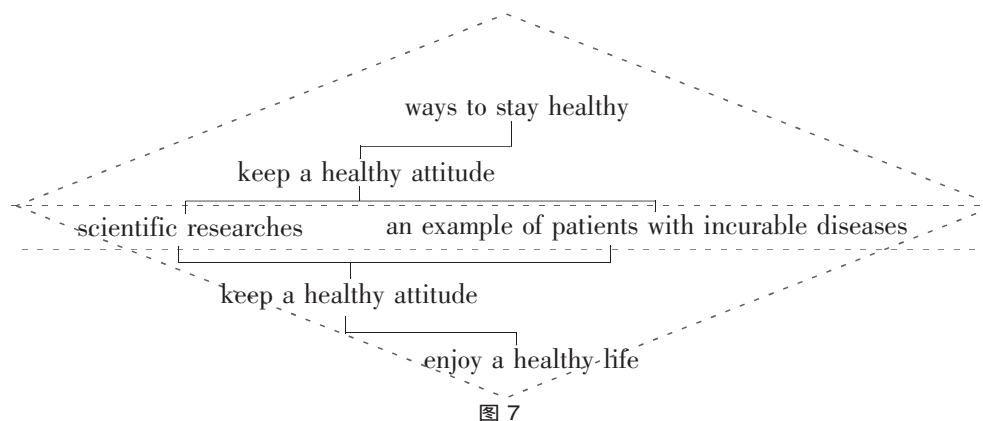 ways to stay healthy
keep a healthy attitude
scientific researches an example of patients with incurable diseases
keep a healthy attitude
enjoy a healthy life
图 7